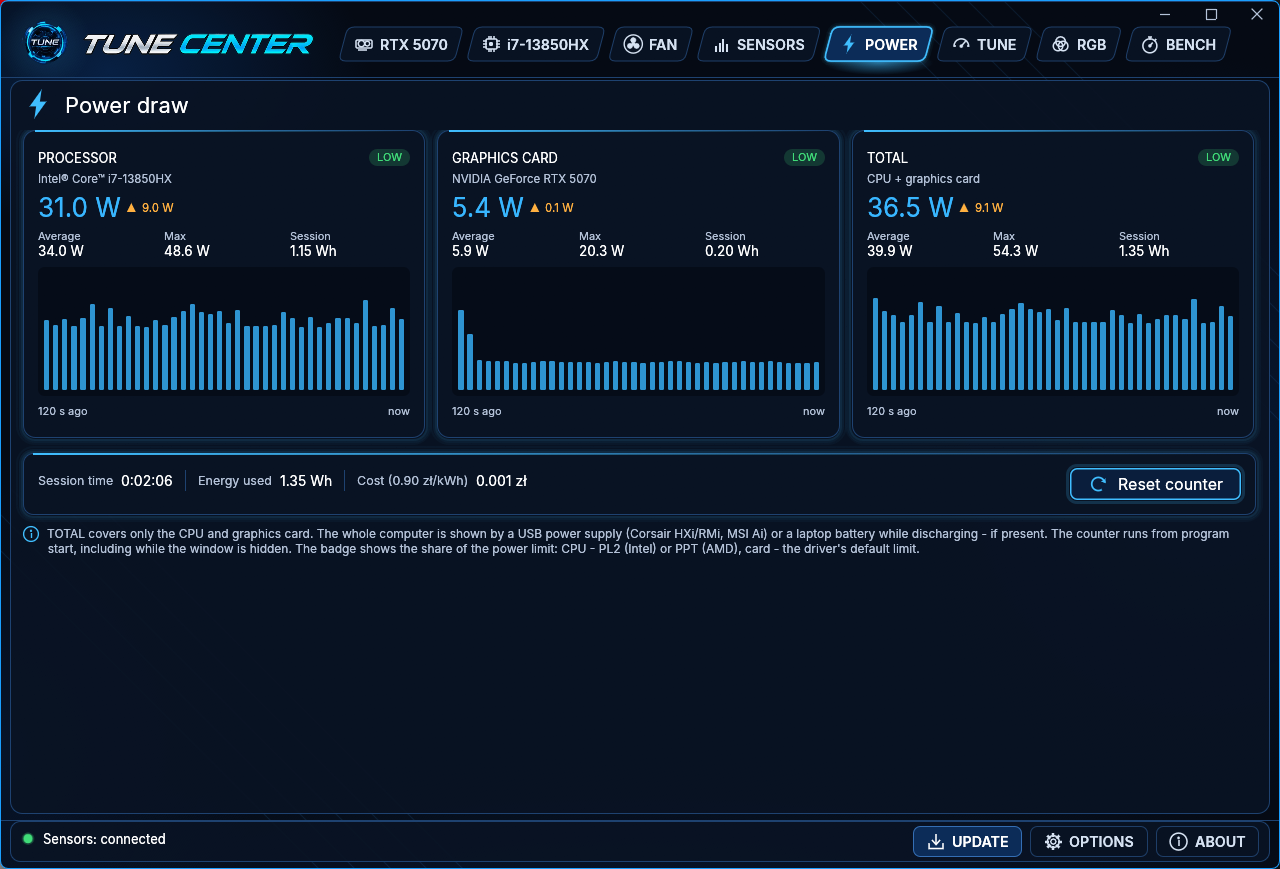 TUNE
TUNE CENTER
RTX 5070
i7-13850HX
FAN
SENSORS
POWER
TUNE
RGB
BENCH
Power draw
PROCESSOR
LOW
Intel® Core™ i7-13850HX
31.0 W ▲ 9.0 W
Average Max Session
34.0 W 48.6 W 1.15 Wh
120 s ago now
GRAPHICS CARD
LOW
NVIDIA GeForce RTX 5070
5.4 W ▲ 0.1 W
Average Max Session
5.9 W 20.3 W 0.20 Wh
120 s ago now
TOTAL
LOW
CPU + graphics card
36.5 W ▲ 9.1 W
Average Max Session
39.9 W 54.3 W 1.35 Wh
120 s ago now
Session time 0:02:06 Energy used 1.35 Wh Cost (0.90 zł/kWh) 0.001 zł
Reset counter
TOTAL covers only the CPU and graphics card. The whole computer is shown by a USB power supply (Corsair HXi/RMi, MSI Ai) or a laptop battery while discharging - if present. The counter runs from program
start, including while the window is hidden. The badge shows the share of the power limit: CPU - PL2 (Intel) or PPT (AMD), card - the driver's default limit.
Sensors: connected
UPDATE
OPTIONS
ABOUT